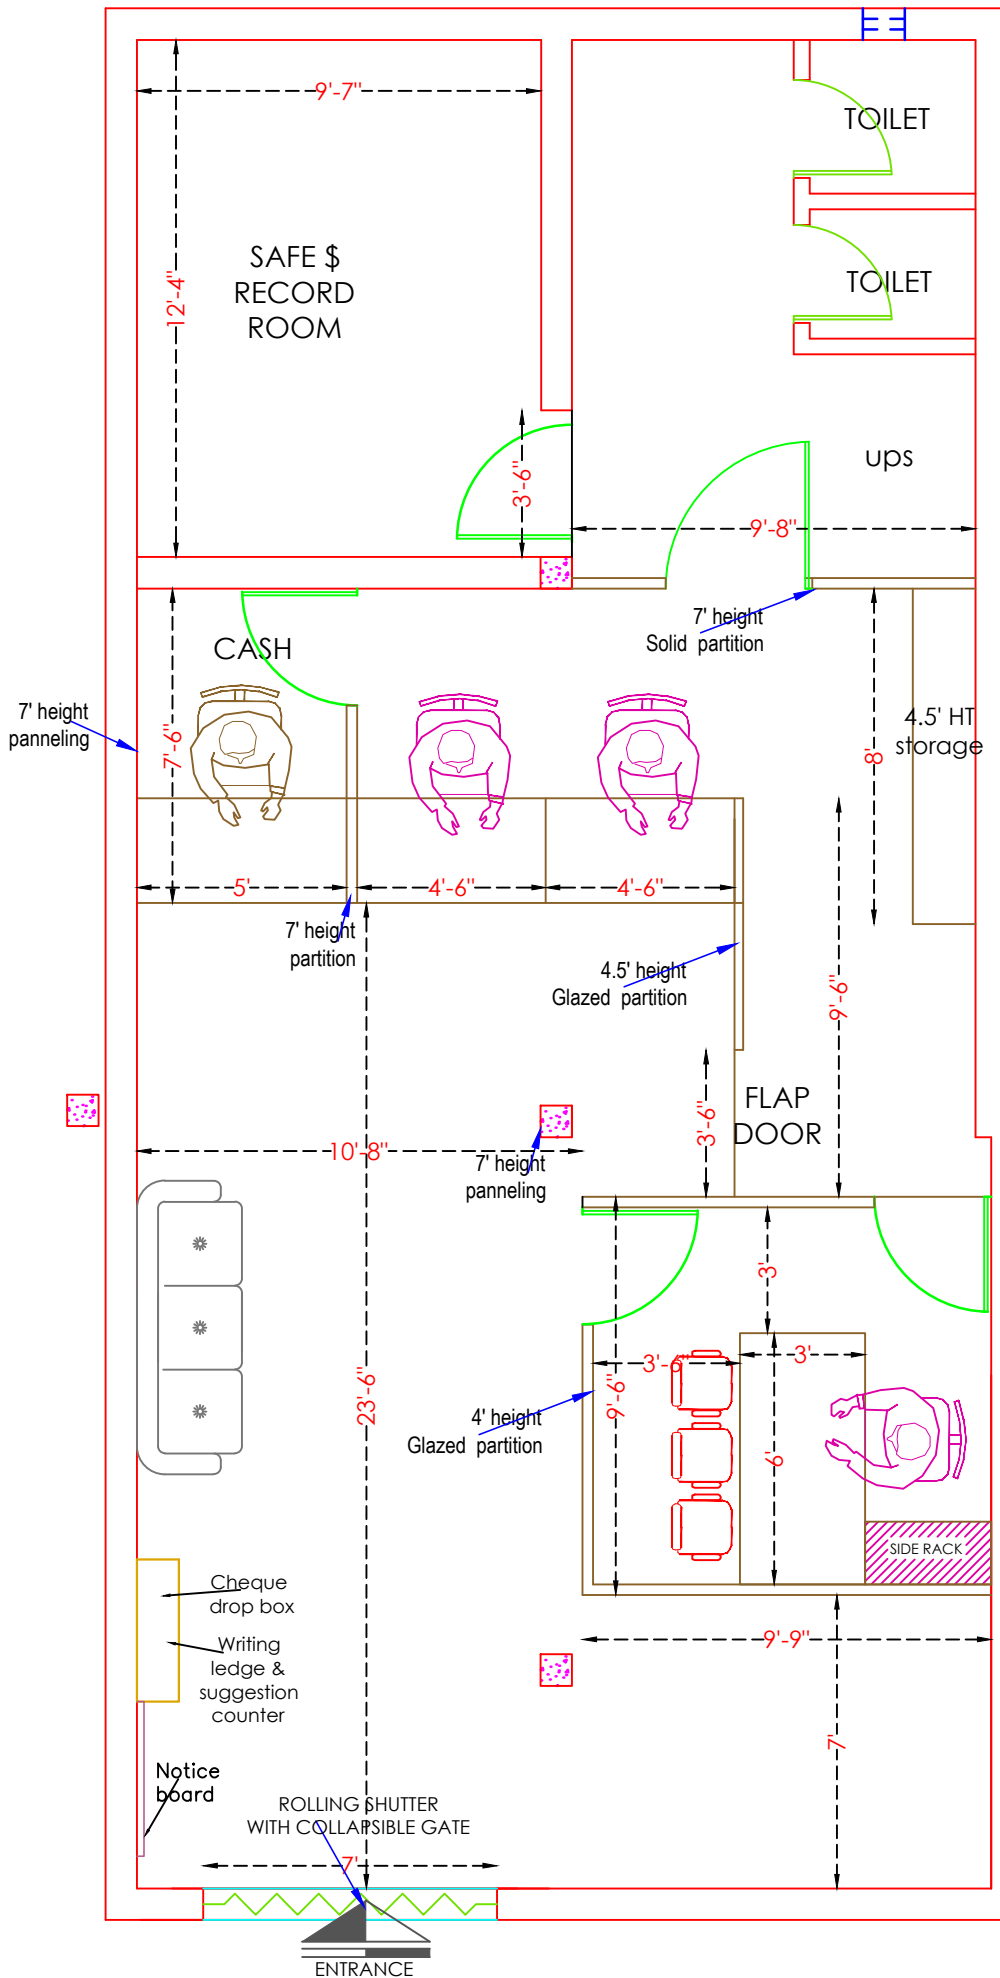 9'-7"
TOILET
12'-4"
SAFE $
RECORD
ROOM
TOILET
3'-6"
ups
9'-8"
7' height
Solid partition
CASH
7' height
panneling
7'-6"
4.5' HT
storage
8'
5'
4'-6"
4'-6"
7' height
partition
4.5' height
Glazed partition
9'-6"
FLAP
DOOR
3'-6"
10'-8"
7' height
panneling
3'
3'-6"
3'
9'-6"
23'-6"
4' height
Glazed partition
6'
SIDE RACK
Cheque
drop box
Writing
ledge &
suggestion
counter
9'-9"
7'
Notice
board
ROLLING SHUTTER
WITH COLLAPSIBLE GATE
7'
ENTRANCE